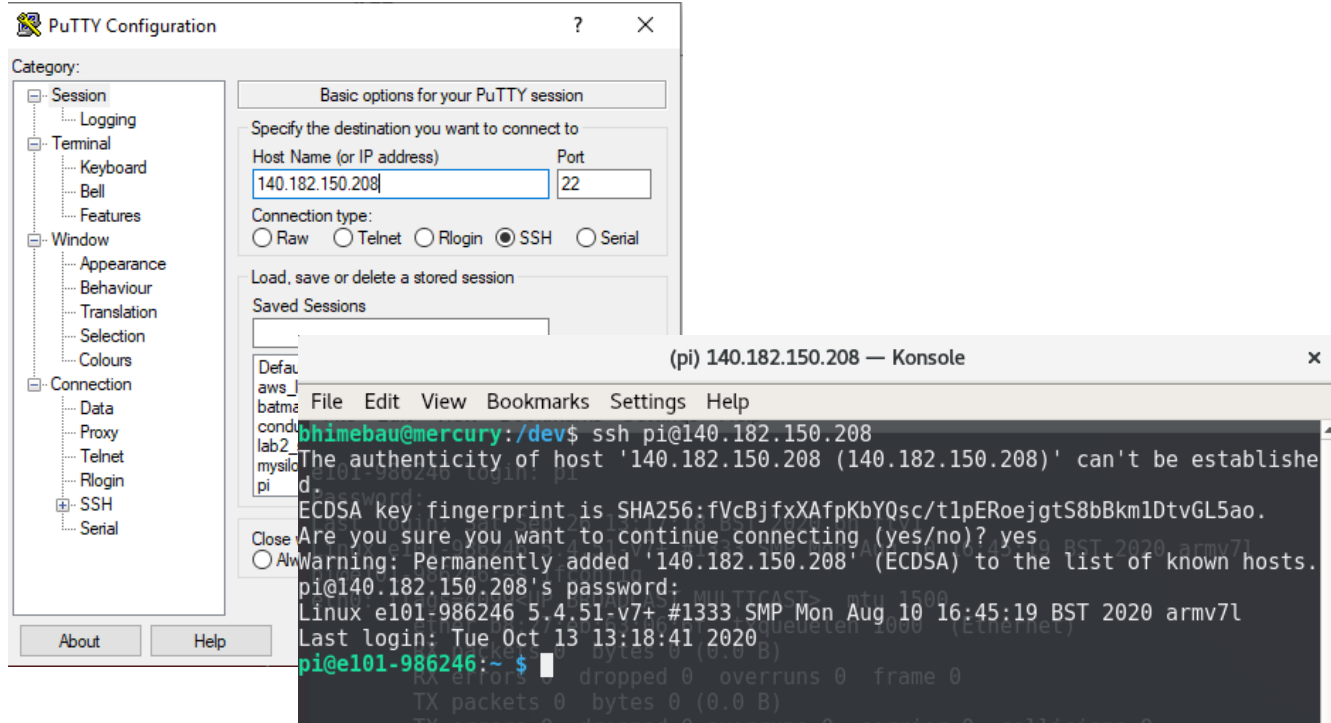 PuTTY Configuration ? ×
Category:
Session
Logging
Terminal
Keyboard
Bell
Features
Window
Appearance
Behaviour
Translation
Selection
Colours
Connection
Data
Proxy
Telnet
Rlogin
SSH
Serial
About Help
Basic options for your PuTTY session
Specify the destination you want to connect to
Host Name (or IP address) Port
140.182.150.208 22
Connection type:
Raw Telnet Rlogin SSH Serial
Load, save or delete a stored session
Saved Sessions
Defau
aws_
batma
condu
lab2_
mysilo
pi
Close
Alw
(pi) 140.182.150.208 — Konsole ×
File Edit View Bookmarks Settings Help
bhimebau@mercury:/dev$ ssh pi@140.182.150.208
The authenticity of host '140.182.150.208 (140.182.150.208)' can't be establishe
d.
ECDSA key fingerprint is SHA256:fVcBjfxXAfpKbYQsc/t1pERoejgtS8bBkm1DtvGL5ao.
Are you sure you want to continue connecting (yes/no)? yes
Warning: Permanently added '140.182.150.208' (ECDSA) to the list of known hosts.
pi@140.182.150.208's password:
Linux e101-986246 5.4.51-v7+ #1333 SMP Mon Aug 10 16:45:19 BST 2020 armv7l
Last login: Tue Oct 13 13:18:41 2020
pi@e101-986246:~ $
RX errors 0 dropped 0 overruns 0 frame 0
TX packets 0 bytes 0 (0.0 B)